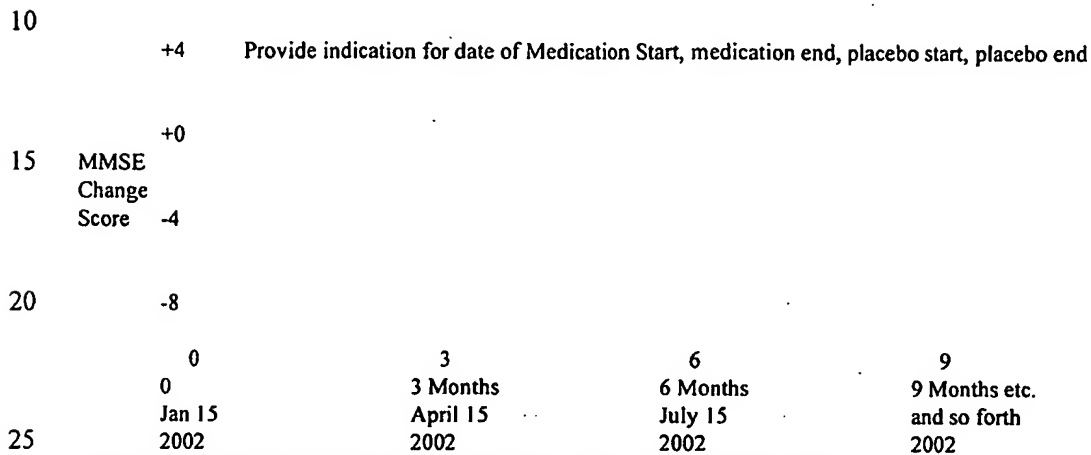 10
+4 Provide indication for date of Medication Start, medication end, placebo start, placebo end
+0
15 MMSE
Change
Score -4
20 -8
0 3 6 9
0 3 Months 6 Months 9 Months etc.
Jan 15 April 15 July 15 and so forth
25 2002 2002 2002 2002